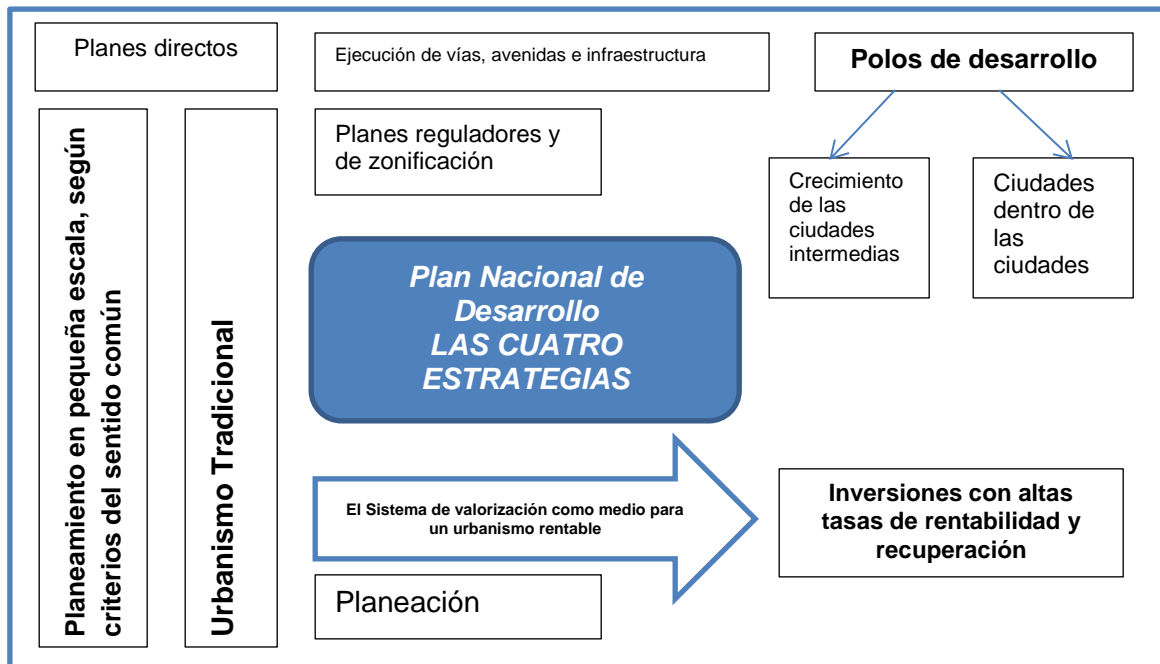 Planes directos
Ejecución de vías, avenidas e infraestructura
Polos de desarrollo
Planeamiento en pequeña escala, según
criterios del sentido común
Urbanismo Tradicional
Planes reguladores y
de zonificación
Crecimiento
de las
ciudades
intermedias
Ciudades
dentro de
las
ciudades
Plan Nacional de
Desarrollo
LAS CUATRO
ESTRATEGIAS
El Sistema de valorización como medio para
un urbanismo rentable
Inversiones con altas
tasas de rentabilidad y
recuperación
Planeación